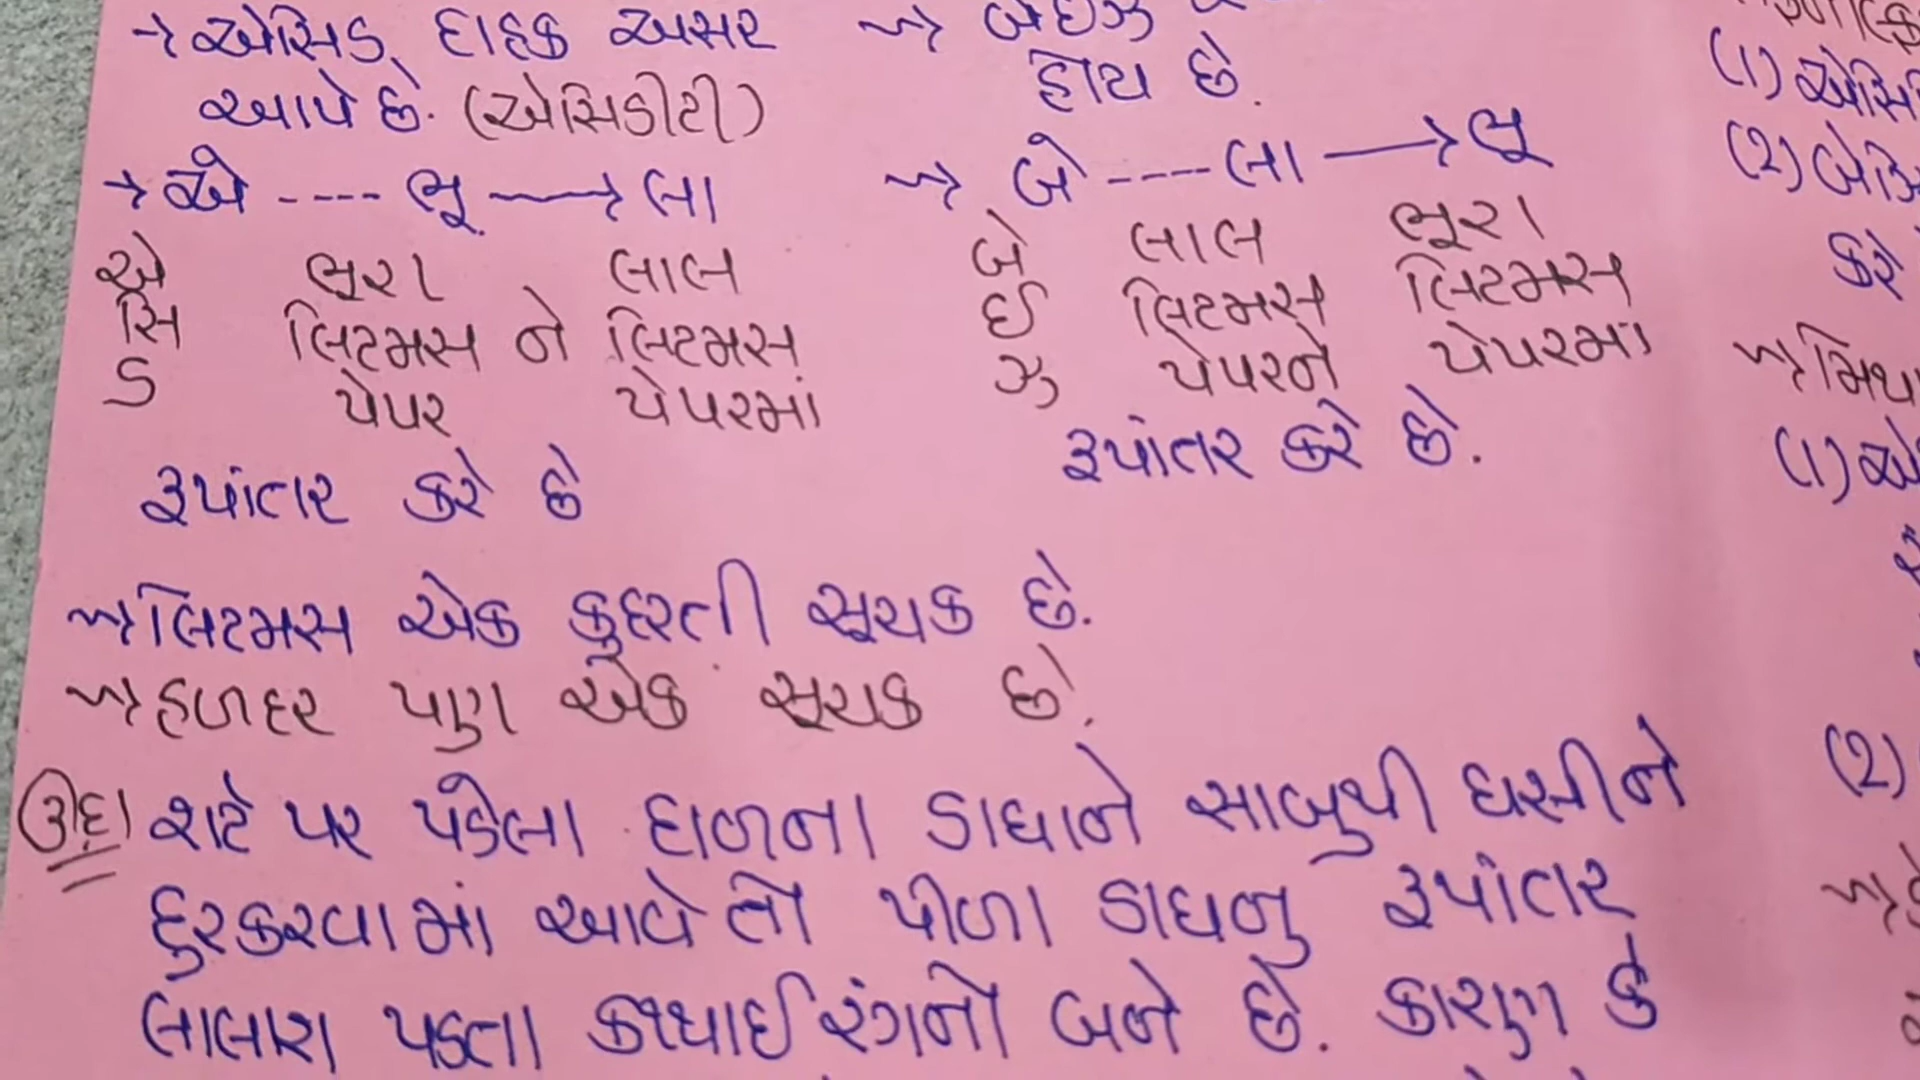 → એસિડ દાહક અસર
આપે છે. (એસિડીટી)
→ એ ---- ભૂ. → લા
એ ભૂરા લાલ
સિ લિટમસ ને લિટમસ
ડ પેપર પેપરમાં
રૂપાંતર કરે છે
→ બેઇઝ
હોય છે.
→ બે ---- લા → ભૂ
બે લાલ ભૂરા
ઈ લિટમસ લિટમસ
ઝ પેપરને પેપરમાં
રૂપાંતર કરે છે.
→ લિટમસ એક કુદરતી સૂચક છે.
→ હળદર પણ એક સૂચક છે.
ઉ.દા શર્ટ પર પડેલા દાળના ડાઘાને સાબુથી ઘસીને
દુરકરવામાં આવે તો પીળા ડાઘનુ રૂપાંતર
લાલાશ પડતા કથ્થાઈ રંગનો બને છે. કારણ કે
(1)
(2)
કરે
(1)
(2)